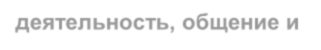 деятельность, общение и